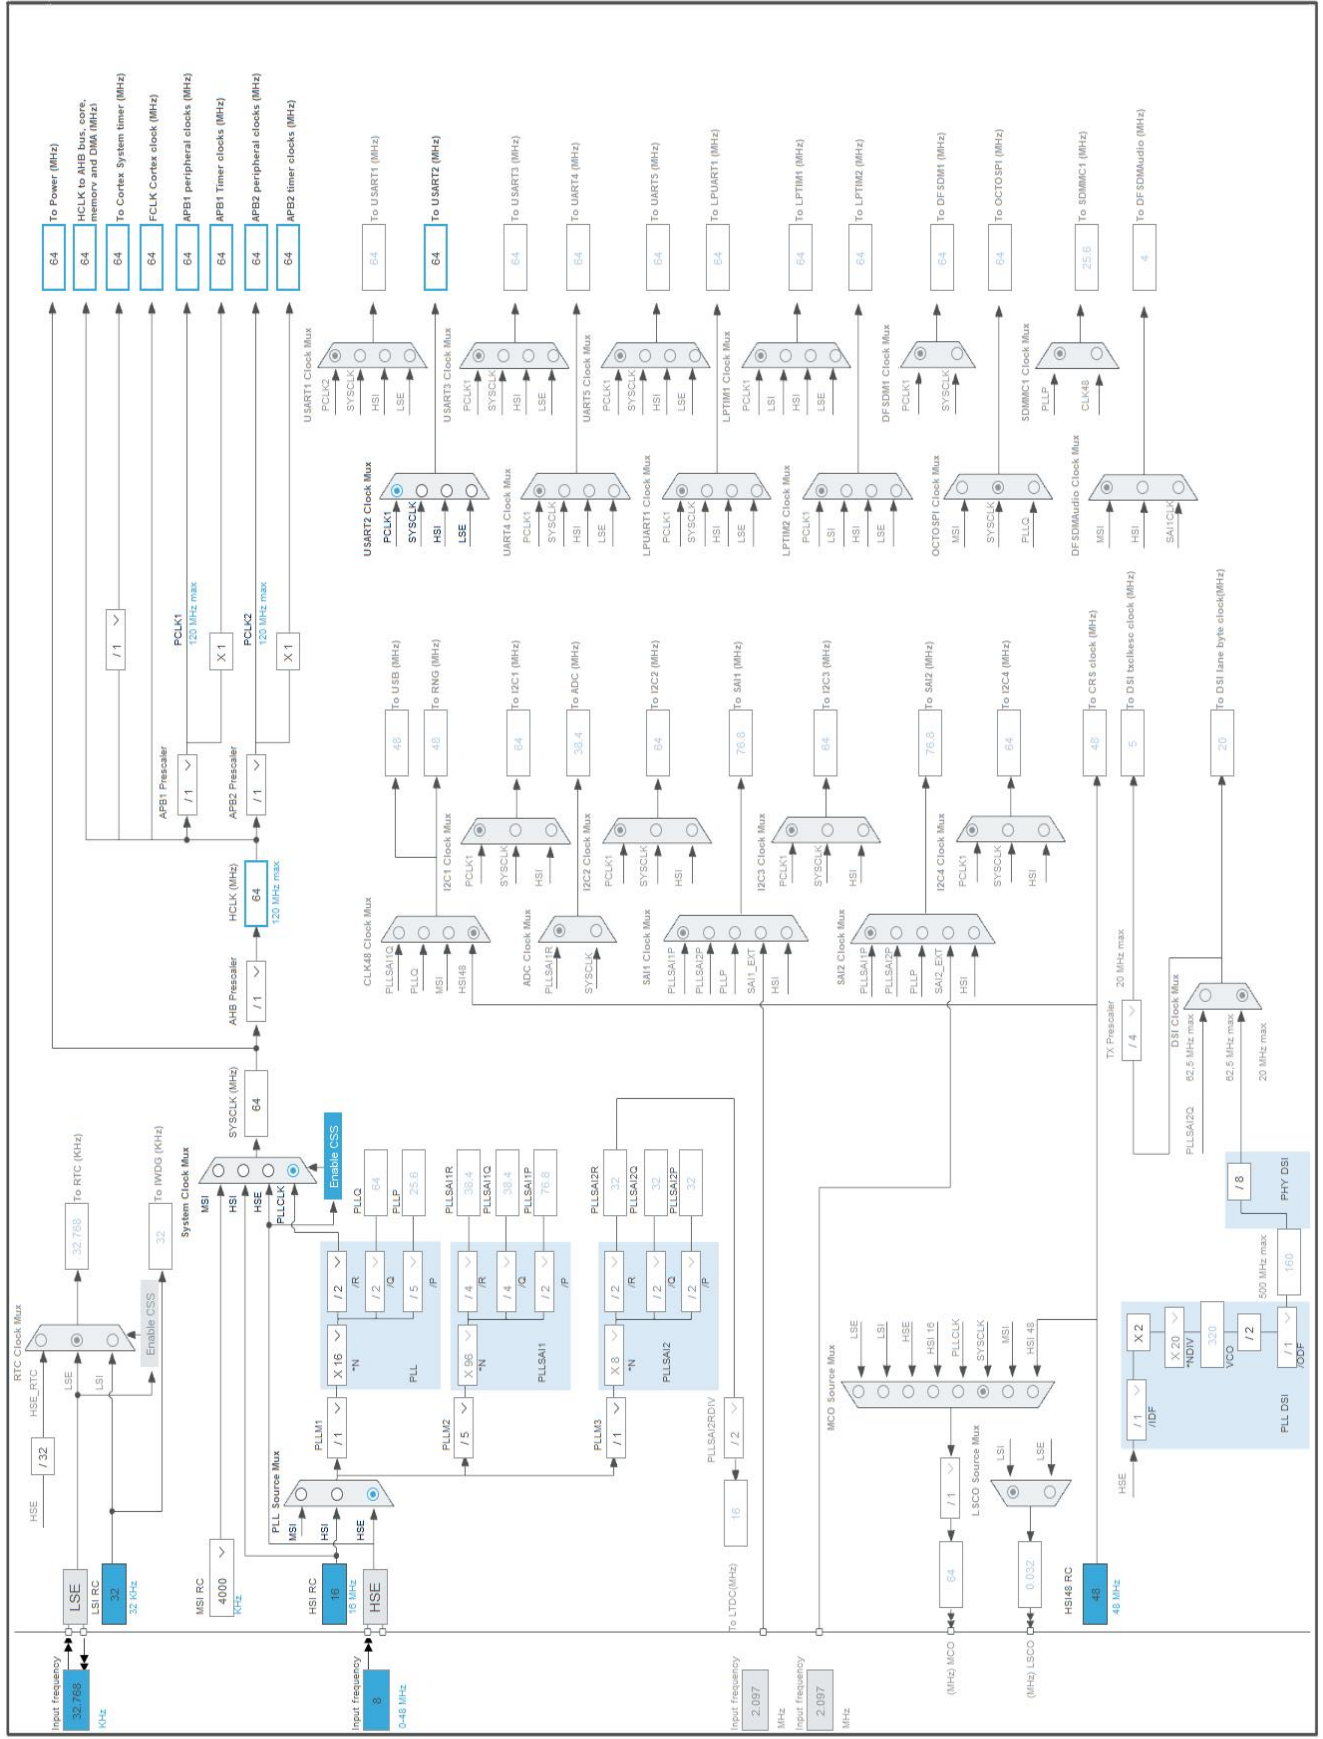 Input frequency
32.768
KHz
LSE
LSI RC
32
32 KHz
HSE
/ 32
HSE_RTC
LSE
LSI
RTC Clock Mux
Enable CSS
32.768
To RTC (KHz)
32
To IWDG (KHz)
MSI RC
4000
KHz
HSI RC
16
16 MHz
Input frequency
8
0-48 MHz
HSE
PLL Source Mux
MSI
HSI
HSE
System Clock Mux
MSI
HSI
HSE
PLLCLK
Enable CSS
SYSCLK (MHz)
64
AHB Prescaler
/ 1
HCLK (MHz)
64
120 MHz max
APB1 Prescaler
/ 1
APB2 Prescaler
/ 1
/ 1
PCLK1
120 MHz max
X 1
PCLK2
120 MHz max
X 1
64
To Power (MHz)
64
HCLK to AHB bus, core,
memory and DMA (MHz)
64
To Cortex System timer (MHz)
64
FCLK Cortex clock (MHz)
64
APB1 peripheral clocks (MHz)
64
APB1 Timer clocks (MHz)
64
APB2 peripheral clocks (MHz)
64
APB2 timer clocks (MHz)
PLLM1
/ 1
X 16
*N
PLL
/ 2
/R
/ 2
/Q
/ 5
/P
PLLQ
64
PLLP
25.6
PLLM2
/ 5
X 96
*N
PLLSAI1
/ 4
/R
/ 4
/Q
/ 2
/P
PLLSAI1R
38.4
PLLSAI1Q
38.4
PLLSAI1P
76.8
PLLM3
/ 1
X 8
*N
PLLSAI2
/ 2
/R
/ 2
/Q
/ 2
/P
PLLSAI2R
32
PLLSAI2Q
32
PLLSAI2P
32
PLLSAI2RDIV
/ 2
16
To LTDC(MHz)
Input frequency
2.097
MHz
Input frequency
2.097
MHz
MCO Source Mux
LSE
LSI
HSE
HSI 16
PLLCLK
SYSCLK
MSI
HSI 48
/ 1
64
(MHz) MCO
LSCO Source Mux
LSI
LSE
0.032
(MHz) LSCO
HSI48 RC
48
48 MHz
HSE
/ 1
/IDF
X 2
X 20
*NDIV
320
VCO
/ 2
/ 1
/ODF
PLL DSI
500 MHz max
160
/ 8
PHY DSI
PLLSAI2Q
62,5 MHz max
62,5 MHz max
20 MHz max
DSI Clock Mux
TX Prescaler
/ 4
20 MHz max
CLK48 Clock Mux
PLLSAI1Q
PLLQ
MSI
HSI48
48
To USB (MHz)
48
To RNG (MHz)
I2C1 Clock Mux
PCLK1
SYSCLK
HSI
64
To I2C1 (MHz)
ADC Clock Mux
PLLSAI1R
SYSCLK
38.4
To ADC (MHz)
I2C2 Clock Mux
PCLK1
SYSCLK
HSI
64
To I2C2 (MHz)
SAI1 Clock Mux
PLLSAI1P
PLLSAI2P
PLLP
SAI1_EXT
HSI
76.8
To SAI1 (MHz)
I2C3 Clock Mux
PCLK1
SYSCLK
HSI
64
To I2C3 (MHz)
SAI2 Clock Mux
PLLSAI1P
PLLSAI2P
PLLP
SAI2_EXT
HSI
76.8
To SAI2 (MHz)
I2C4 Clock Mux
PCLK1
SYSCLK
HSI
64
To I2C4 (MHz)
48
To CRS clock (MHz)
5
To DSI txclkesc clock (MHz)
20
To DSI lane byte clock(MHz)
USART1 Clock Mux
PCLK2
SYSCLK
HSI
LSE
64
To USART1 (MHz)
USART2 Clock Mux
PCLK1
SYSCLK
HSI
LSE
64
To USART2 (MHz)
USART3 Clock Mux
PCLK1
SYSCLK
HSI
LSE
64
To USART3 (MHz)
UART4 Clock Mux
PCLK1
SYSCLK
HSI
LSE
64
To UART4 (MHz)
UART5 Clock Mux
PCLK1
SYSCLK
HSI
LSE
64
To UART5 (MHz)
LPUART1 Clock Mux
PCLK1
SYSCLK
HSI
LSE
64
To LPUART1 (MHz)
LPTIM1 Clock Mux
PCLK1
LSI
HSI
LSE
64
To LPTIM1 (MHz)
LPTIM2 Clock Mux
PCLK1
LSI
HSI
LSE
64
To LPTIM2 (MHz)
DFSDM1 Clock Mux
PCLK1
SYSCLK
64
To DFSDM1 (MHz)
OCTOSPI Clock Mux
MSI
SYSCLK
PLLQ
64
To OCTOSPI (MHz)
SDMMC1 Clock Mux
PLLP
CLK48
25.6
To SDMMC1 (MHz)
DFSDMAudio Clock Mux
MSI
HSI
SAI1CLK
4
To DFSDMAudio (MHz)